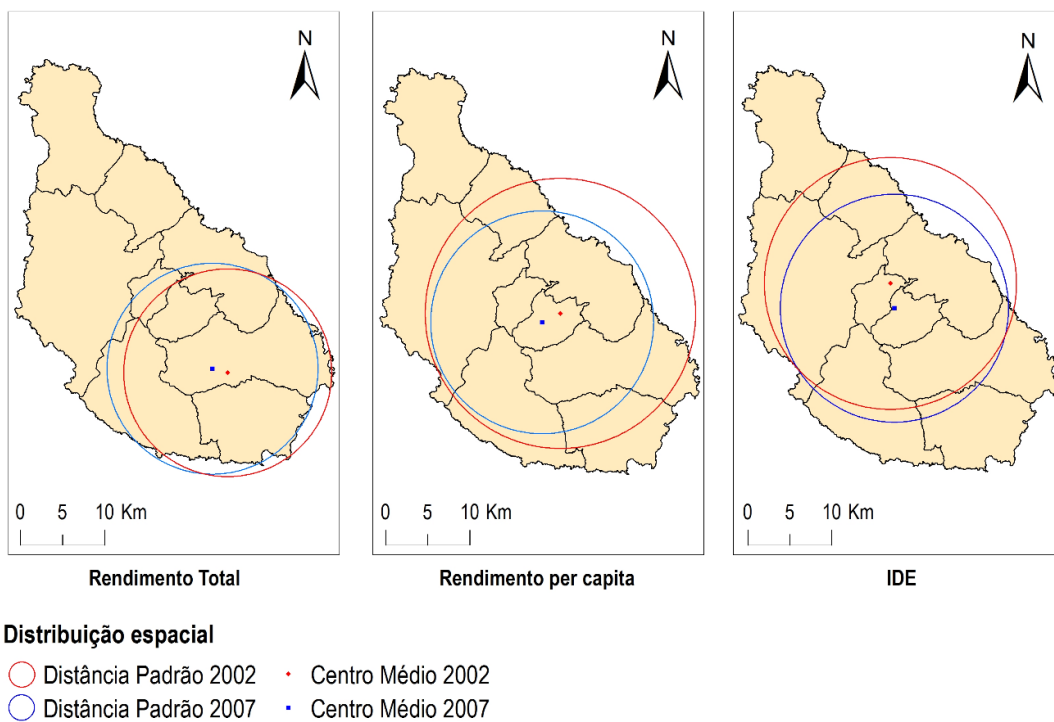 N
N
N
0 5 10 Km
0 5 10 Km
0 5 10 Km
Rendimento Total
Rendimento per capita
IDE
Distribuição espacial
Distância Padrão 2002
Centro Médio 2002
Distância Padrão 2007
Centro Médio 2007